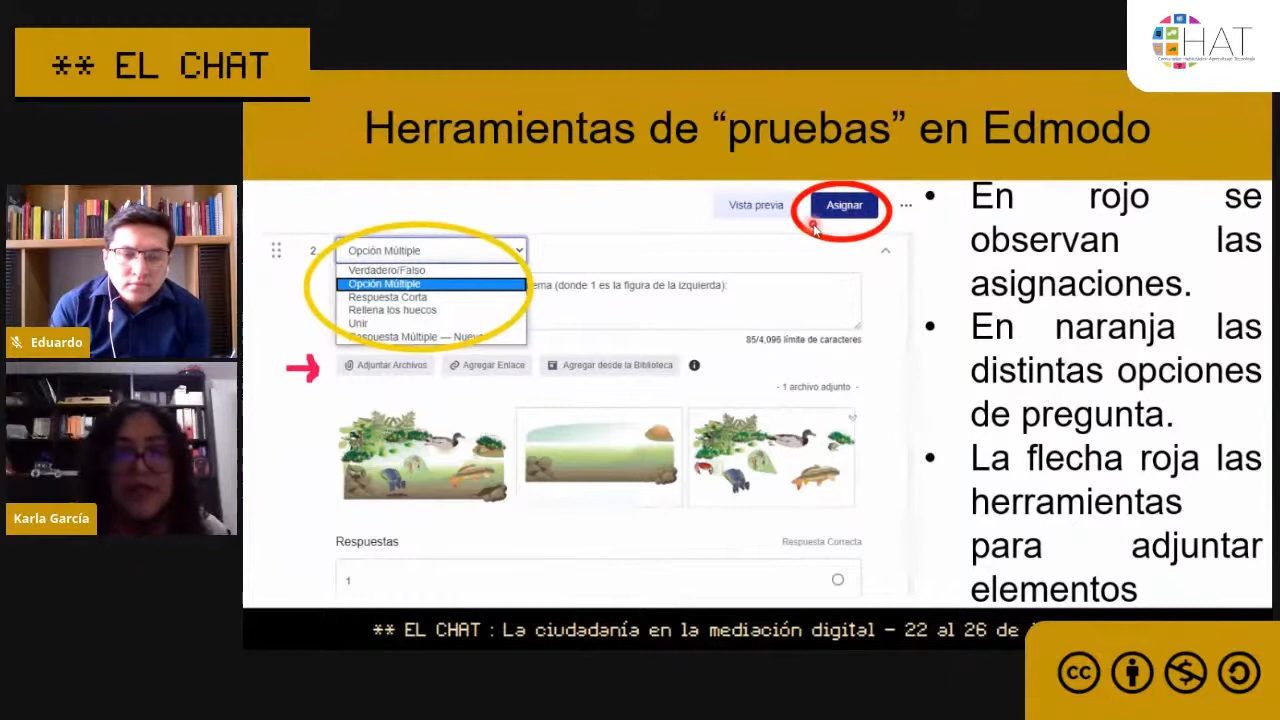 ** EL CHAT
HAT
Herramientas de “pruebas” en Edmodo
Vista previa
Asignar
2
Opción Múltiple
Verdadero/Falso
Opción Múltiple
Respuesta Corta
Rellena los huecos
Unir
Respuesta Múltiple — Nuevo
ema (donde 1 es la figura de la izquierda):
85/4,096 límite de caracteres
Adjuntar Archivos
Agregar Enlace
Agregar desde la Biblioteca
- 1 archivo adjunto -
Respuestas
Respuesta Correcta
1
• En rojo se
observan las
asignaciones.
• En naranja las
distintas opciones
de pregunta.
• La flecha roja las
herramientas
para adjuntar
elementos
Eduardo
Karla García
** EL CHAT : La ciudadanía en la mediación digital – 22 al 26 de
cc